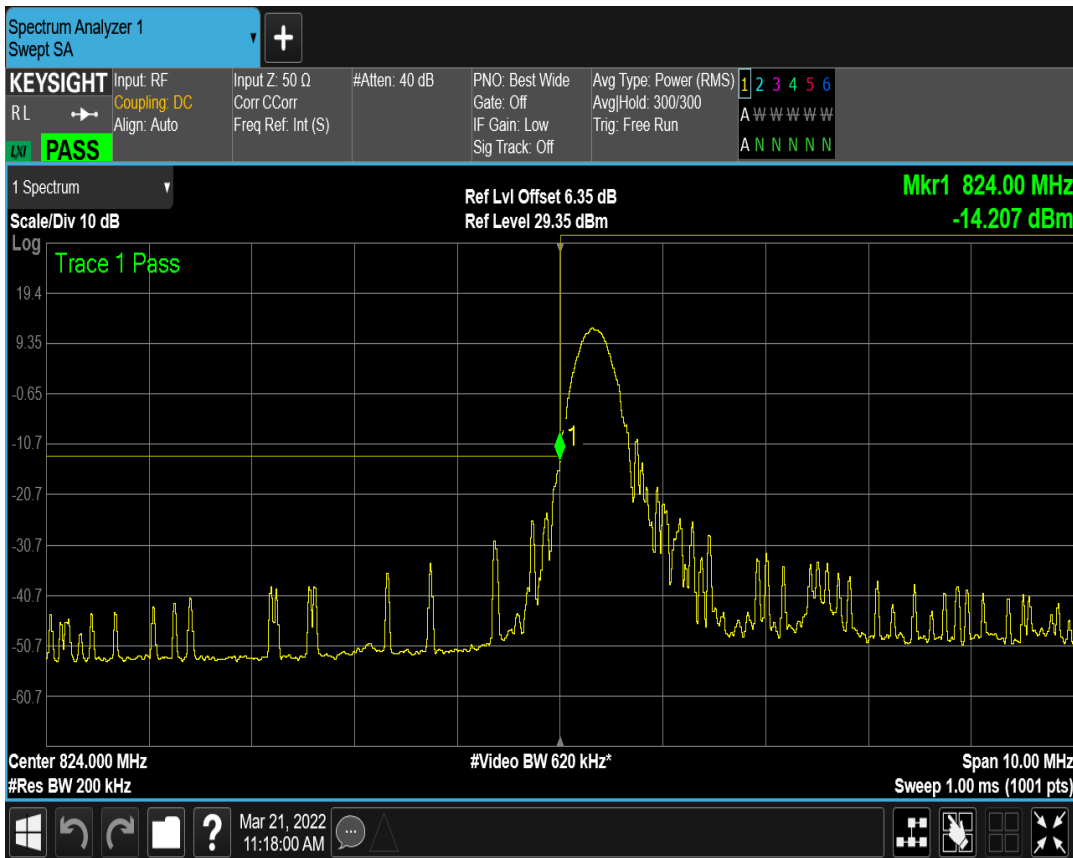 Spectrum Analyzer 1
Swept SA
+
KEYSIGHT
R L
LXI
PASS
Input: RF
Coupling: DC
Align: Auto
Input Z: 50 Ω
Corr CCorr
Freq Ref: Int (S)
#Atten: 40 dB
PNO: Best Wide
Gate: Off
IF Gain: Low
Sig Track: Off
Avg Type: Power (RMS)
Avg|Hold: 300/300
Trig: Free Run
1 2 3 4 5 6
A W W W W W
A N N N N N
1 Spectrum
Scale/Div 10 dB
Ref Lvl Offset 6.35 dB
Ref Level 29.35 dBm
Mkr1 824.00 MHz
-14.207 dBm
Log
Trace 1 Pass
19.4
9.35
-0.65
-10.7
-20.7
-30.7
-40.7
-50.7
-60.7
1
Center 824.000 MHz
#Res BW 200 kHz
#Video BW 620 kHz*
Span 10.00 MHz
Sweep 1.00 ms (1001 pts)
?
Mar 21, 2022
11:18:00 AM